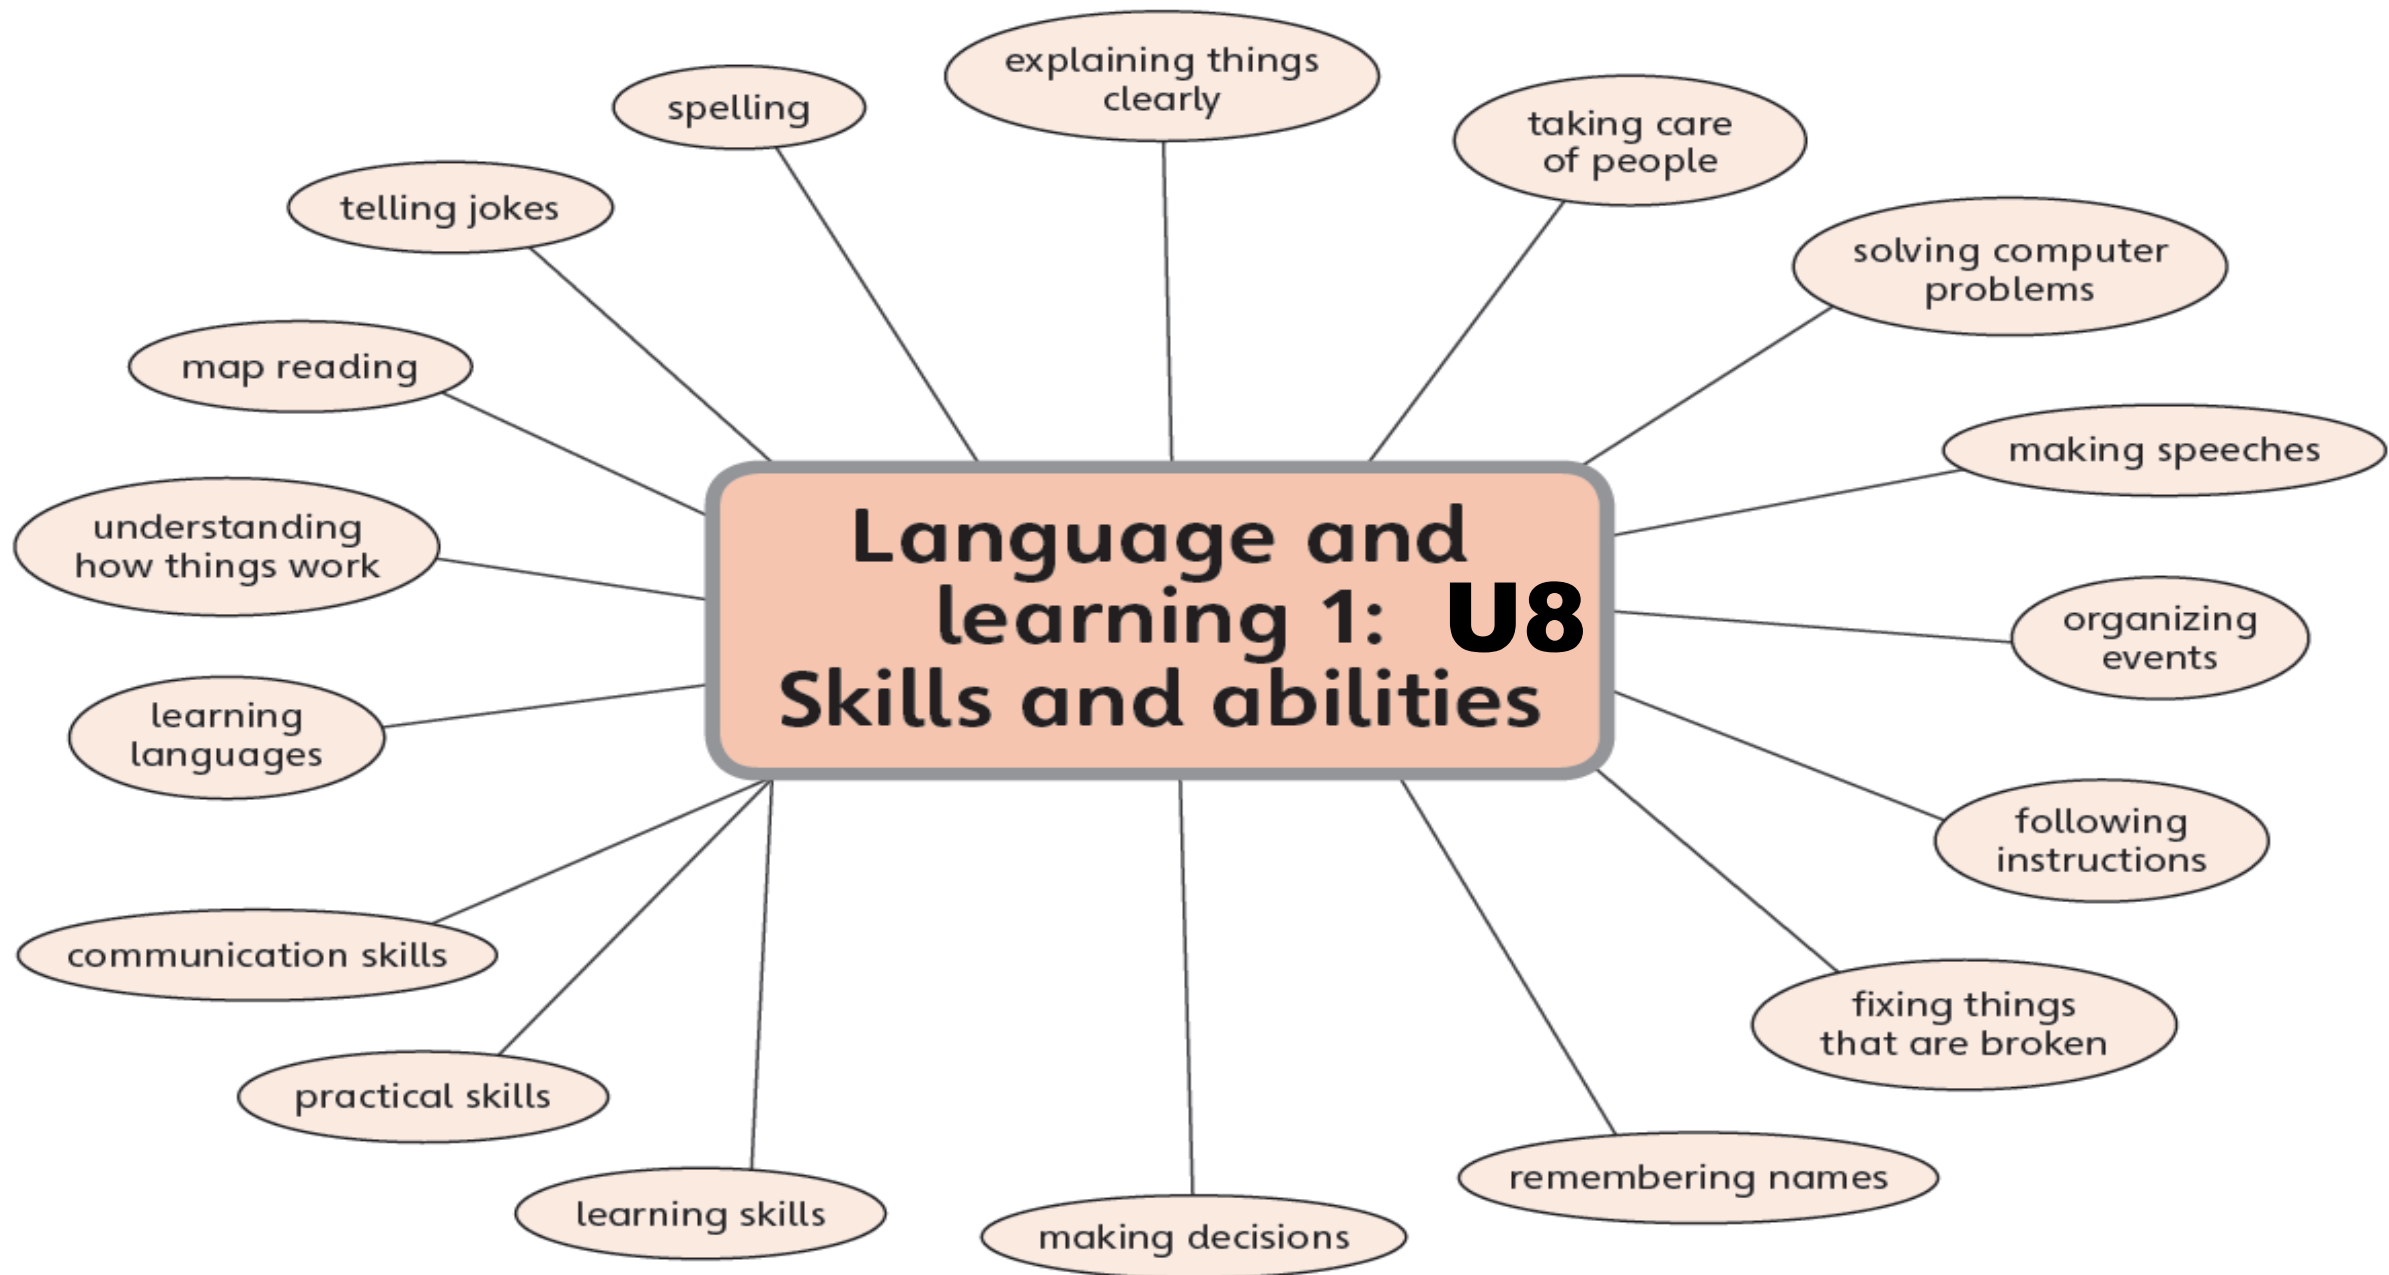 explaining things
clearly
spelling
taking care
of people
telling jokes
solving computer
problems
map reading
making speeches
understanding
how things work
Language and
learning 1: U8
Skills and abilities
organizing
events
learning
languages
following
instructions
communication skills
fixing things
that are broken
practical skills
remembering names
learning skills
making decisions